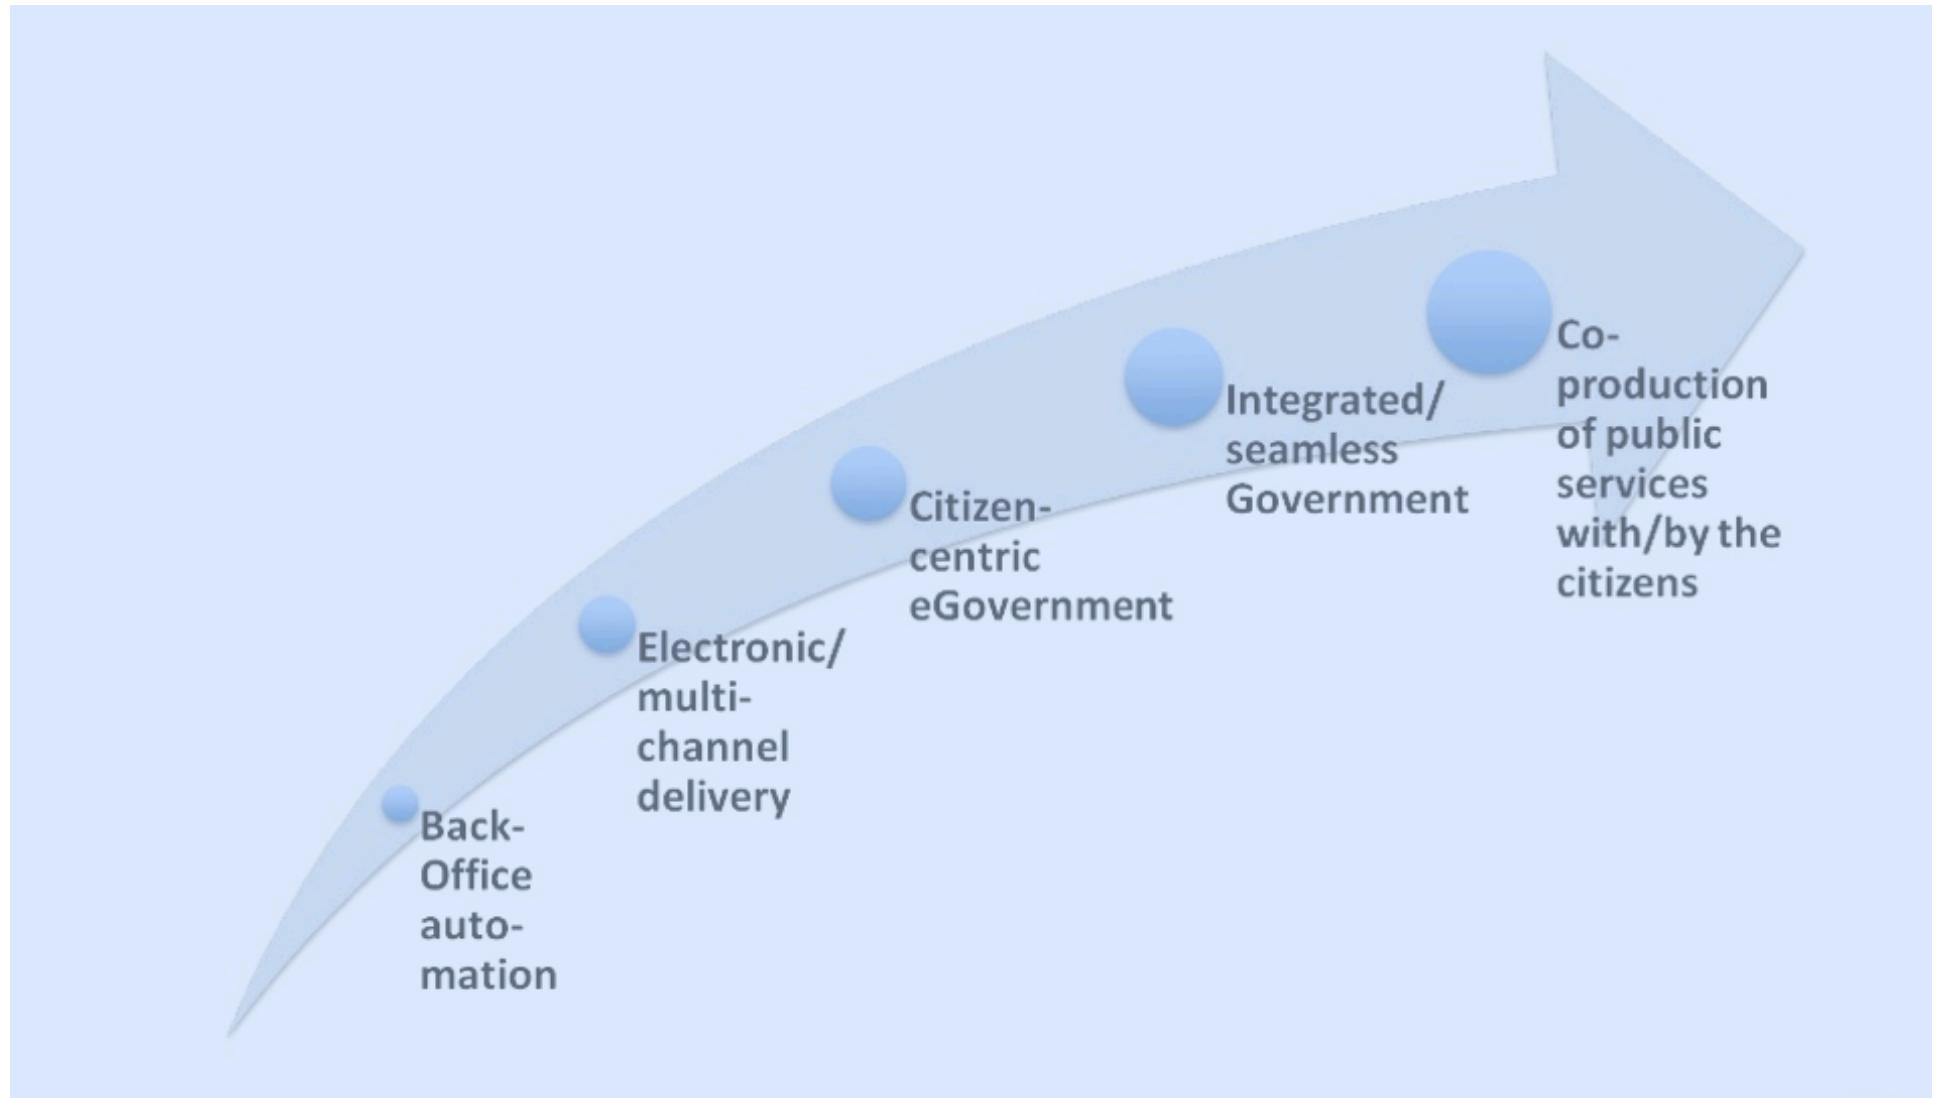 Back-
Office
auto-
mation
Electronic/
multi-
channel
delivery
Citizen-
centric
eGovernment
Integrated/
seamless
Government
Co-
production
of public
services
with/by the
citizens